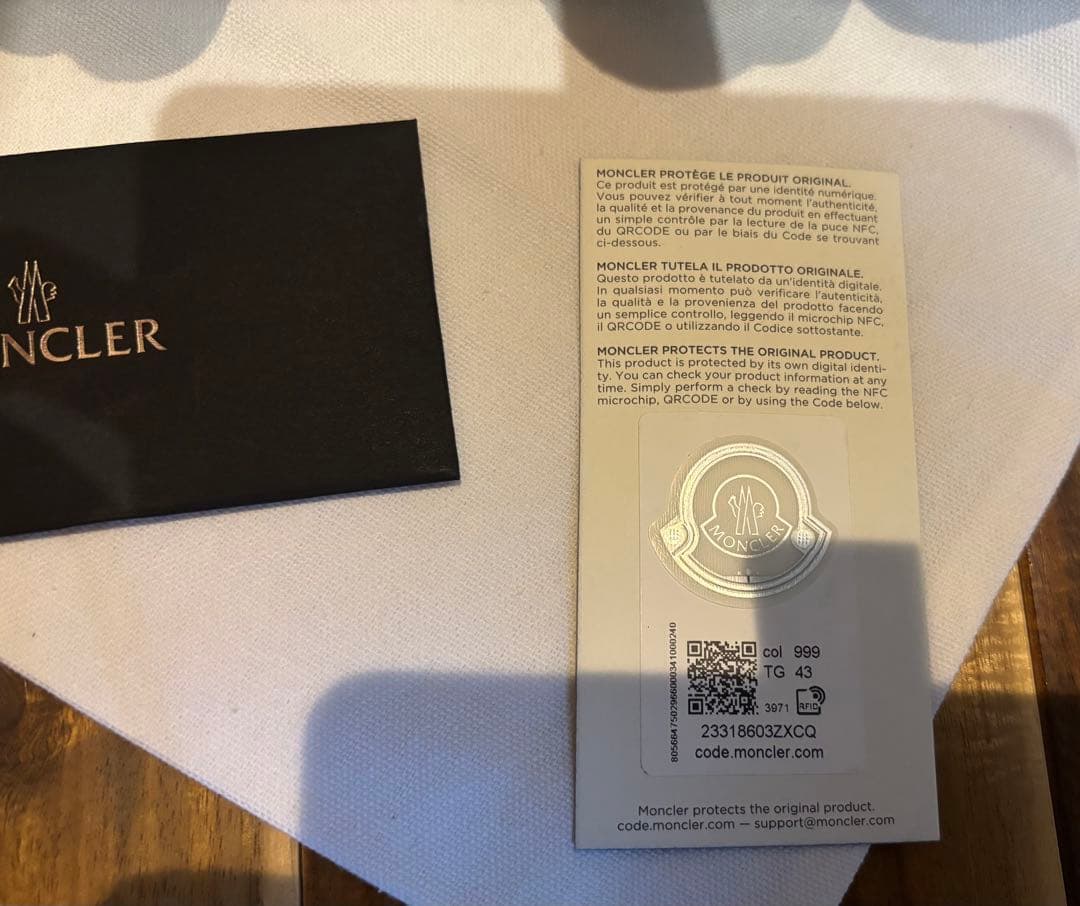 NCLER
MONCLER PROTÈGE LE PRODUIT ORIGINAL.
Ce produit est protégé par une identité numérique.
Vous pouvez vérifier à tout moment l'authenticité,
la qualité et la provenance du produit en effectuant
un simple contrôle par la lecture de la puce NFC,
du QRCODE ou par le biais du Code se trouvant
ci-dessous.
MONCLER TUTELA IL PRODOTTO ORIGINALE.
Questo prodotto è tutelato da un'identità digitale.
In qualsiasi momento può verificare l'autenticità,
la qualità e la provenienza del prodotto facendo
un semplice controllo, leggendo il microchip NFC,
il QRCODE o utilizzando il Codice sottostante.
MONCLER PROTECTS THE ORIGINAL PRODUCT.
This product is protected by its own digital identi-
ty. You can check your product information at any
time. Simply perform a check by reading the NFC
microchip, QRCODE or by using the Code below.
MONCLER
col 999
TG 43
3971 RFID
23318603ZXCQ
code.moncler.com
Moncler protects the original product.
code.moncler.com — support@moncler.com